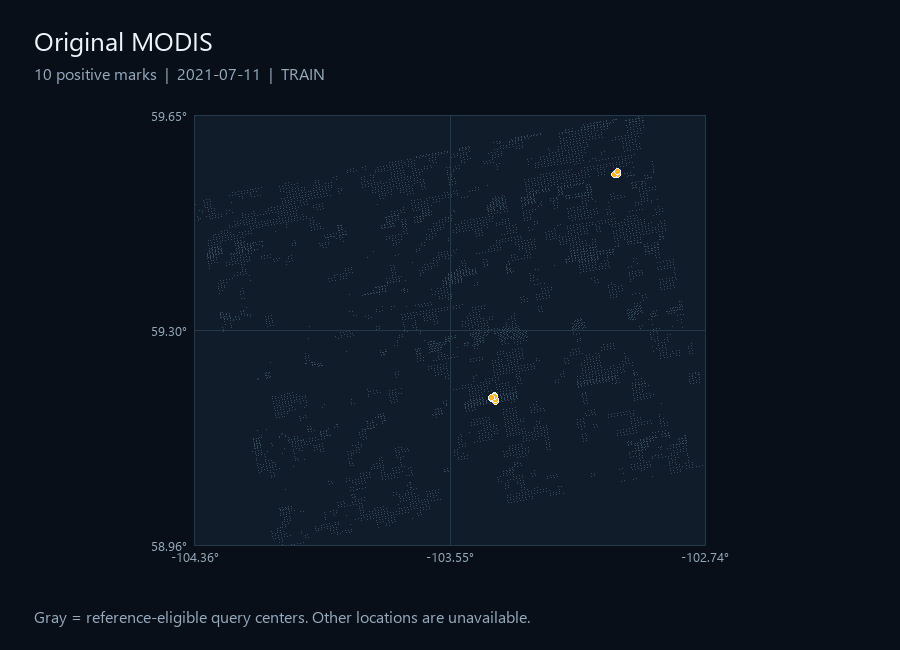 Original MODIS
10 positive marks | 2021-07-11 | TRAIN
59.65°
59.30°
58.96°
-104.36°
-103.55°
-102.74°
Gray = reference-eligible query centers. Other locations are unavailable.